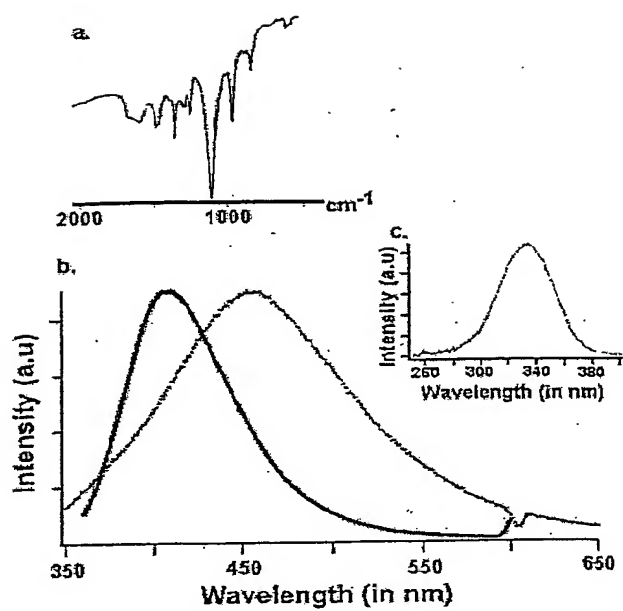 a.
cm-1
2000 1000
c.
Intensity (a.u)
260 300 340 380
Wavelength (in nm)
b.
Intensity (a.u)
350 450 550 650
Wavelength (in nm)